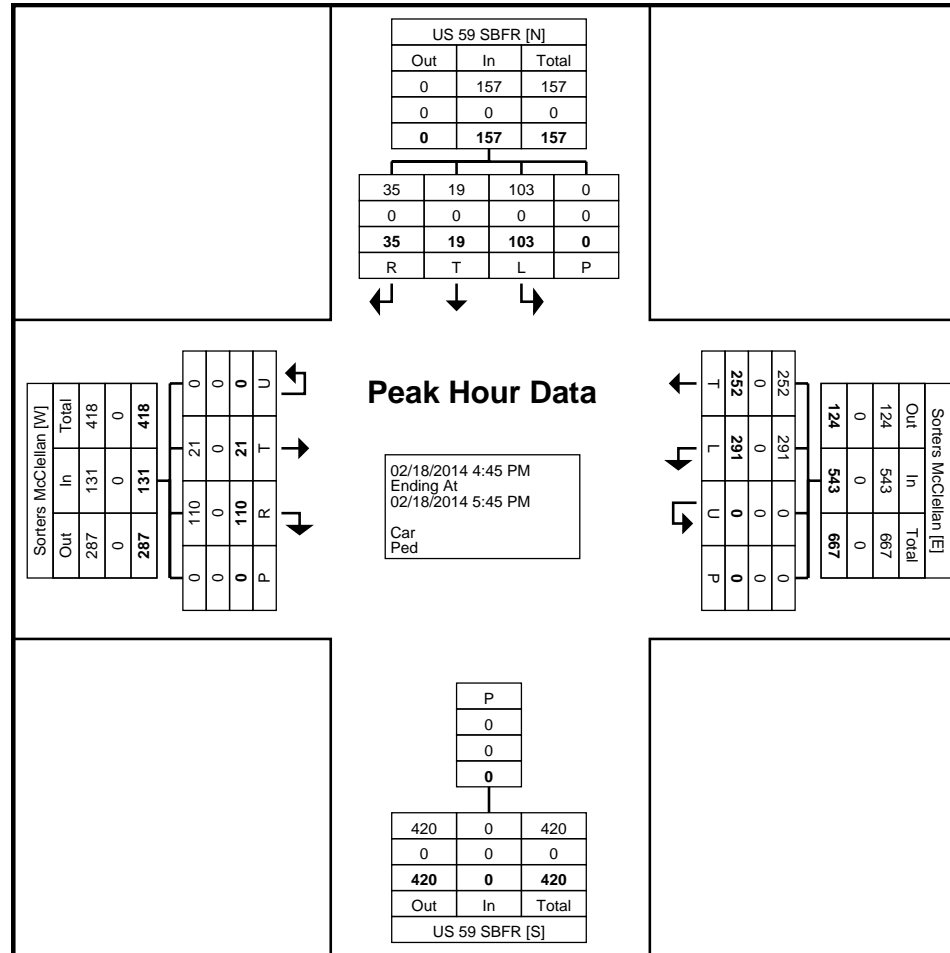 US 59 SBFR [N]
Out In Total
0 157 157
0 0 0
0 157 157
35 19 103 0
0 0 0 0
35 19 103 0
R T L P
Peak Hour Data
02/18/2014 4:45 PM
Ending At
02/18/2014 5:45 PM
Car
Ped
Sorters McClellan [W]
Out In Total
287 131 418
0 0 0
287 131 418
0 110 21 0
0 0 0 0
0 110 21 0
P R T U
Sorters McClellan [E]
Out In Total
124 543 667
0 0 0
124 543 667
252 291 0 0
0 0 0 0
252 291 0 0
T L U P
P
0
0
0
420 0 420
0 0 0
420 0 420
Out In Total
US 59 SBFR [S]